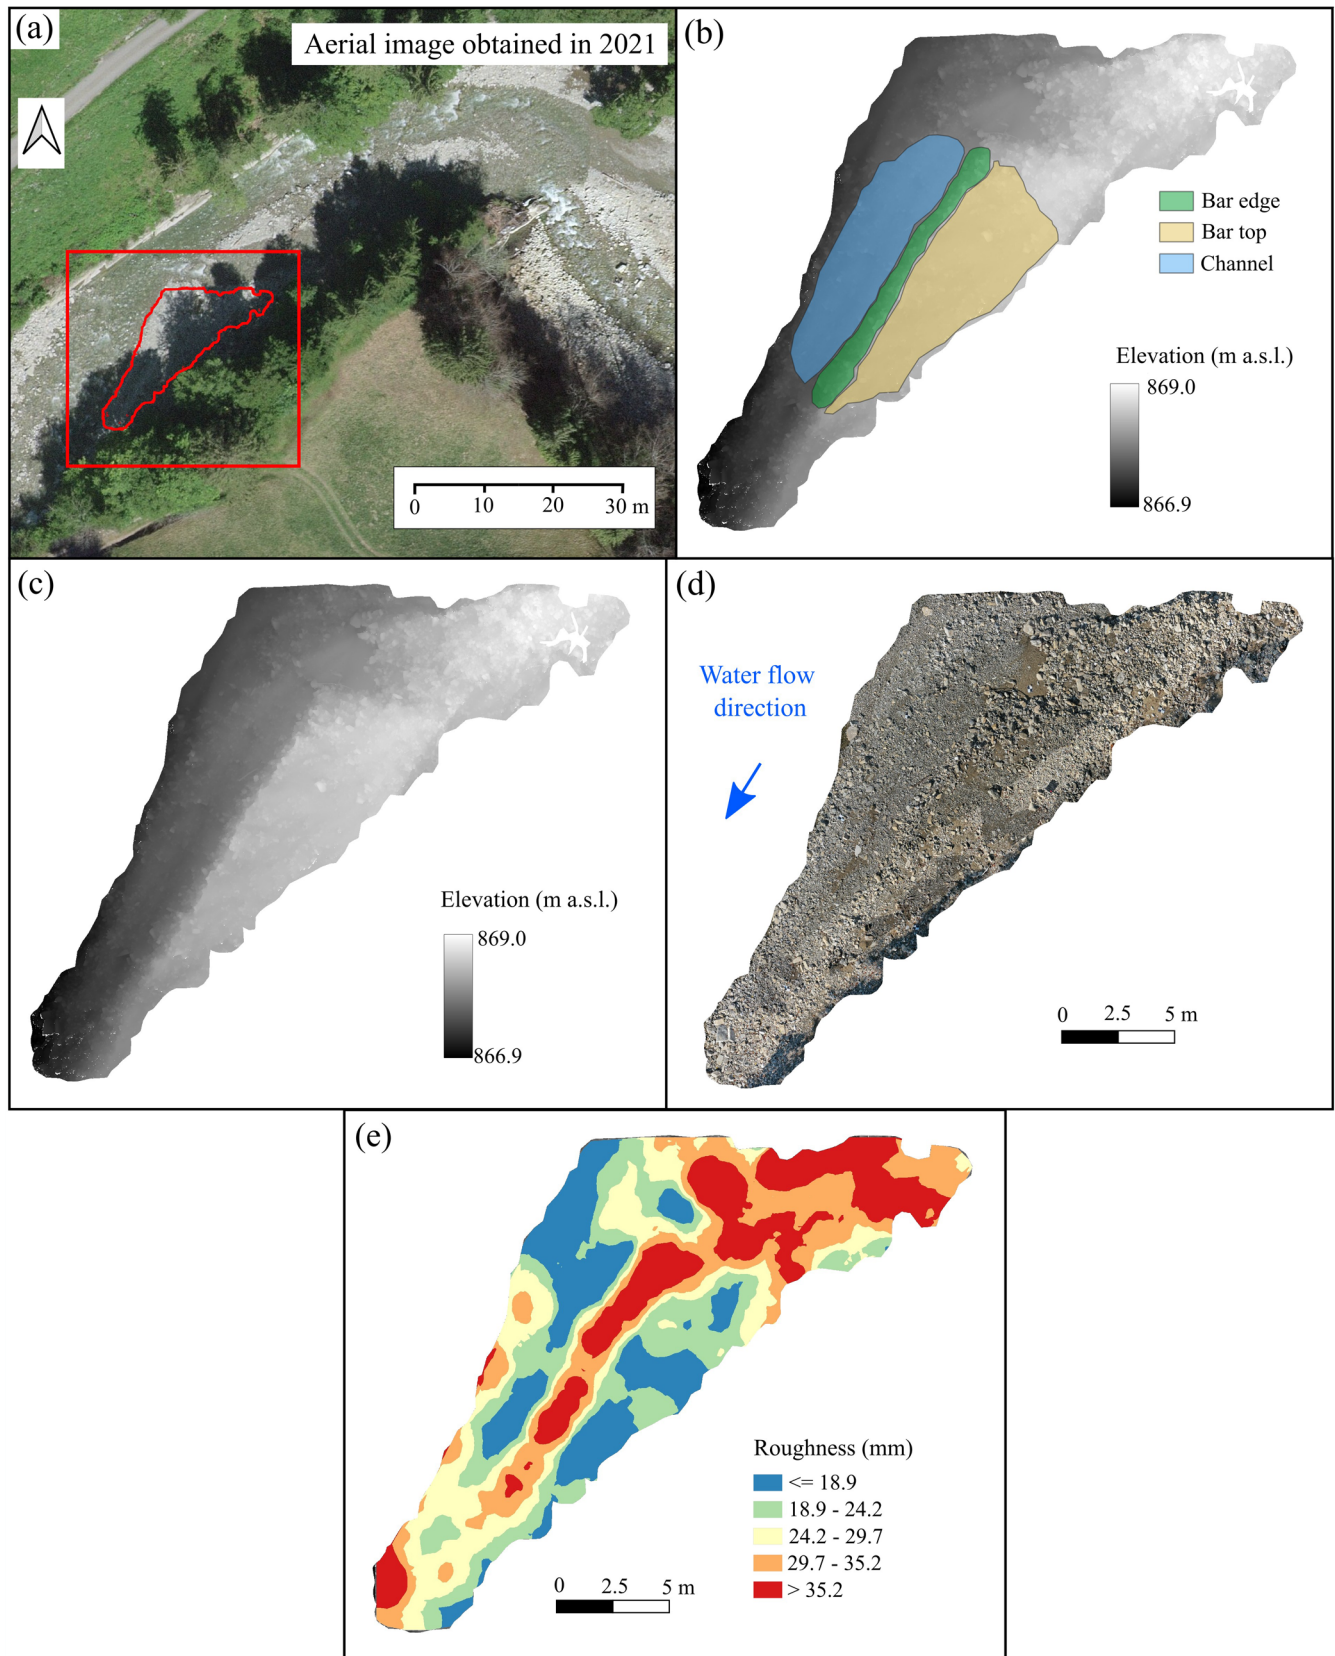 (a)
Aerial image obtained in 2021
0 10 20 30 m
(b)
Bar edge
Bar top
Channel
Elevation (m a.s.l.)
869.0
866.9
(c)
Elevation (m a.s.l.)
869.0
866.9
(d)
Water flow
direction
0 2.5 5 m
(e)
Roughness (mm)
<= 18.9
18.9 - 24.2
24.2 - 29.7
29.7 - 35.2
> 35.2
0 2.5 5 m